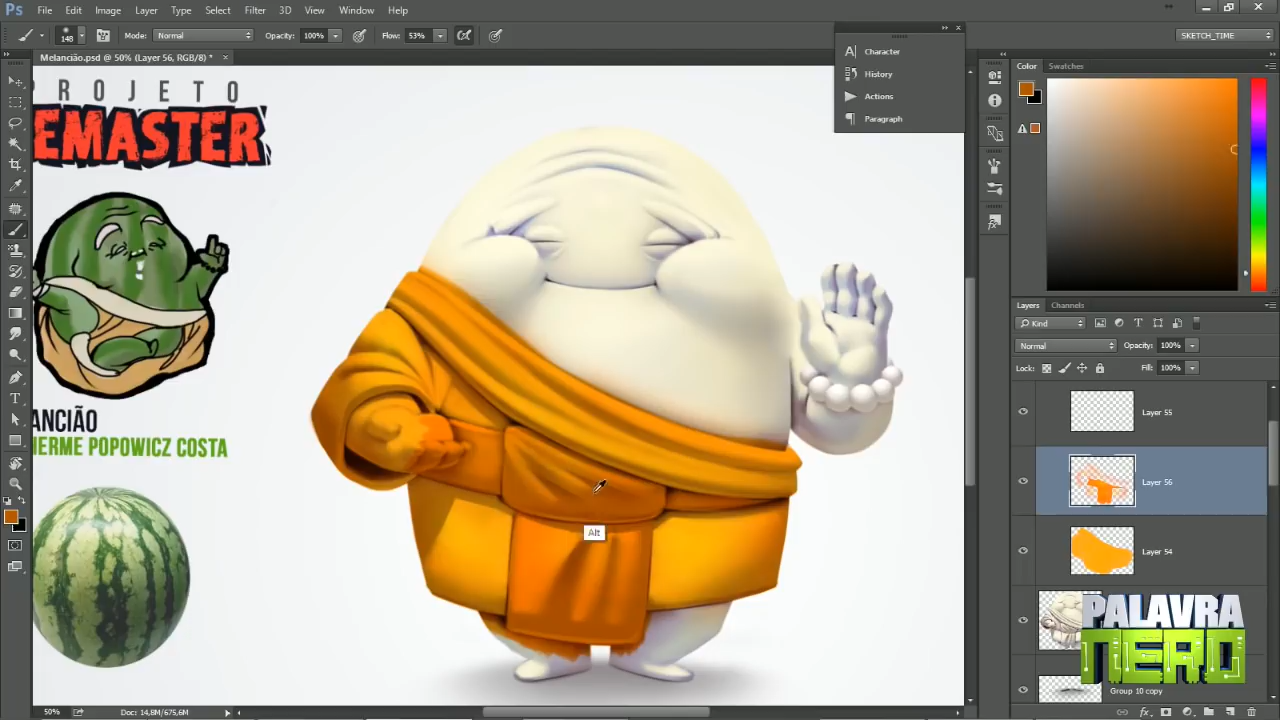 Ps File Edit Image Layer Type Select Filter 3D View Window Help
148 Mode: Normal Opacity: 100% Flow: 53% SKETCH_TIME
Melancião.psd @ 50% (Layer 56, RGB/8) * ×
Character
History
Actions
Paragraph
Color Swatches
PROJETO
EMASTER
ANCIÃO
HERME POPOWICZ COSTA
Alt
Layers Channels
Kind
Normal Opacity: 100%
Lock: Fill: 100%
Layer 55
Layer 56
Layer 54
PALAVRA
NERD
Group 10 copy
50% Doc: 14,8M/675,6M